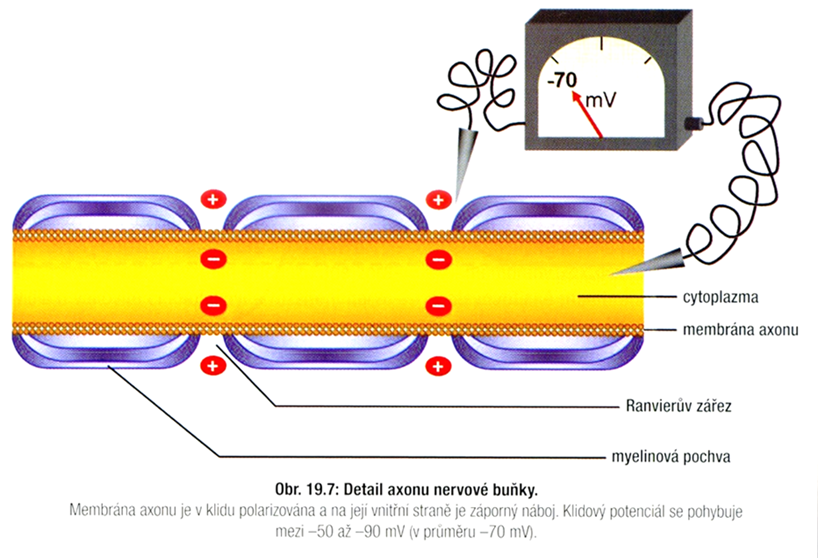 -70
mV
+ +
− −
− −
+ +
cytoplazma
membrána axonu
Ranvierův zářez
myelinová pochva
Obr. 19.7: Detail axonu nervové buňky.
Membrána axonu je v klidu polarizována a na její vnitřní straně je záporný náboj. Klidový potenciál se pohybuje
mezi –50 až –90 mV (v průměru –70 mV).